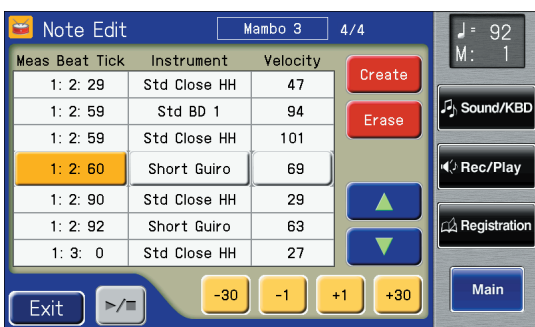 Note Edit Mambo 3 4/4
♩= 92
M: 1
Meas Beat Tick Instrument Velocity
1: 2: 29 Std Close HH 47
1: 2: 59 Std BD 1 94
1: 2: 59 Std Close HH 101
1: 2: 60 Short Guiro 69
1: 2: 90 Std Close HH 29
1: 2: 92 Short Guiro 63
1: 3: 0 Std Close HH 27
Create
Erase
Sound/KBD
Rec/Play
Registration
Main
Exit
-30 -1 +1 +30